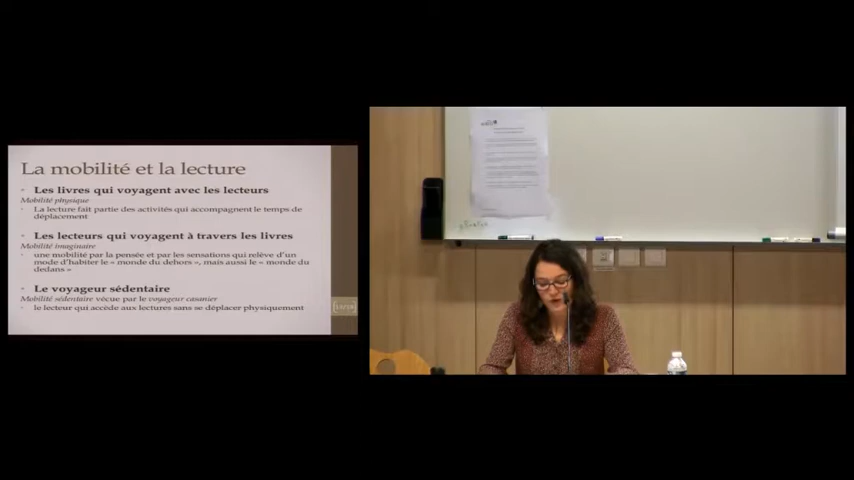 La mobilité et la lecture
Les livres qui voyagent avec les lecteurs
Mobilité physique
La lecture fait partie des activités qui accompagnent le temps de
déplacement
Les lecteurs qui voyagent à travers les livres
Mobilité imaginaire
une mobilité par la pensée et par les sensations qui relève d'un
mode d'habiter le « monde du dehors », mais aussi le « monde du
dedans »
Le voyageur sédentaire
Mobilité sédentaire vécue par le voyageur casanier
le lecteur qui accède aux lectures sans se déplacer physiquement